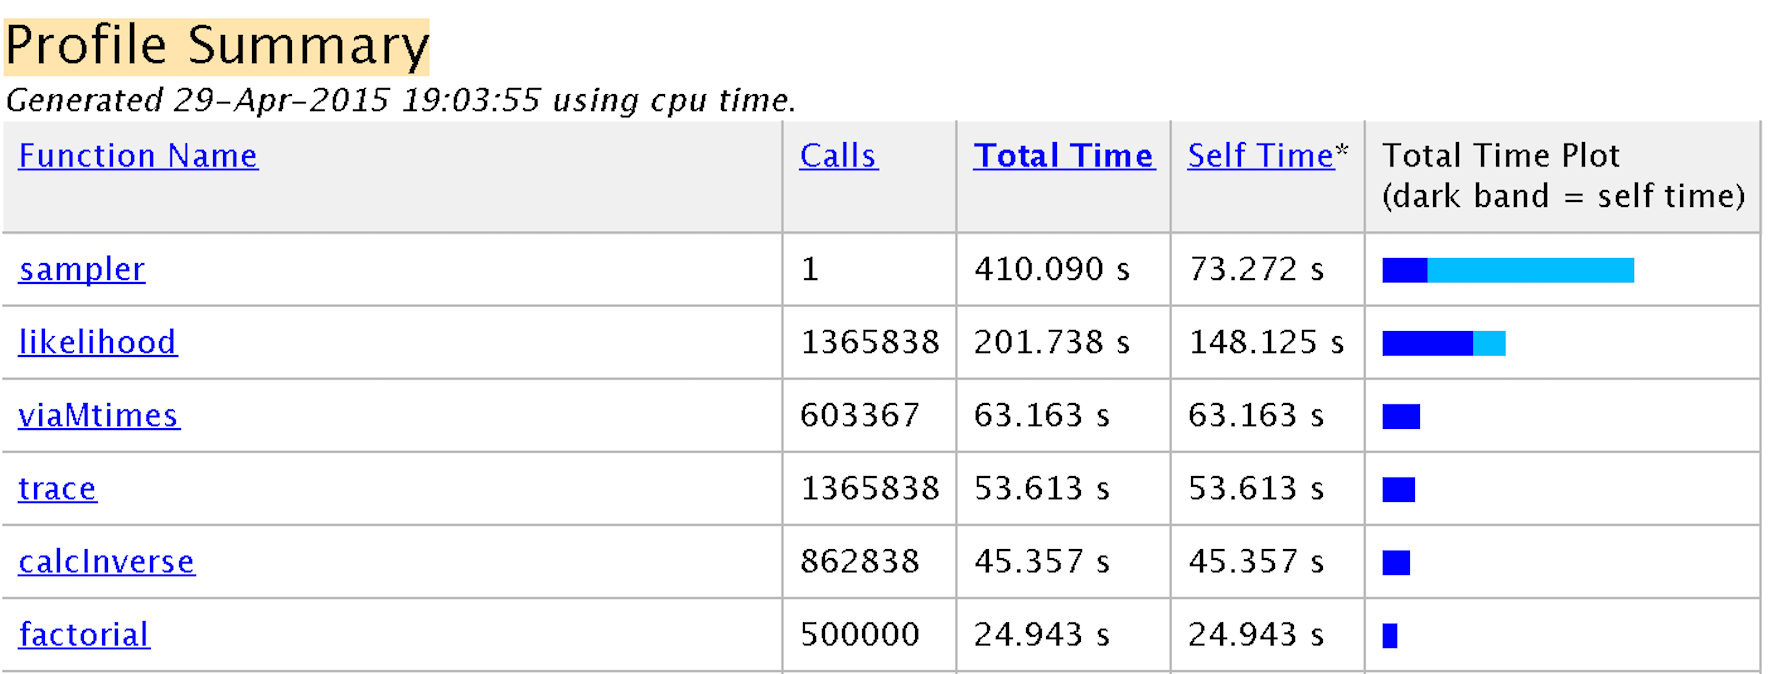 Profile Summary
Generated 29-Apr-2015 19:03:55 using cpu time.
Function Name Calls Total Time Self Time* Total Time Plot
(dark band = self time)
sampler 1 410.090 s 73.272 s
likelihood 1365838 201.738 s 148.125 s
viaMtimes 603367 63.163 s 63.163 s
trace 1365838 53.613 s 53.613 s
calcInverse 862838 45.357 s 45.357 s
factorial 500000 24.943 s 24.943 s